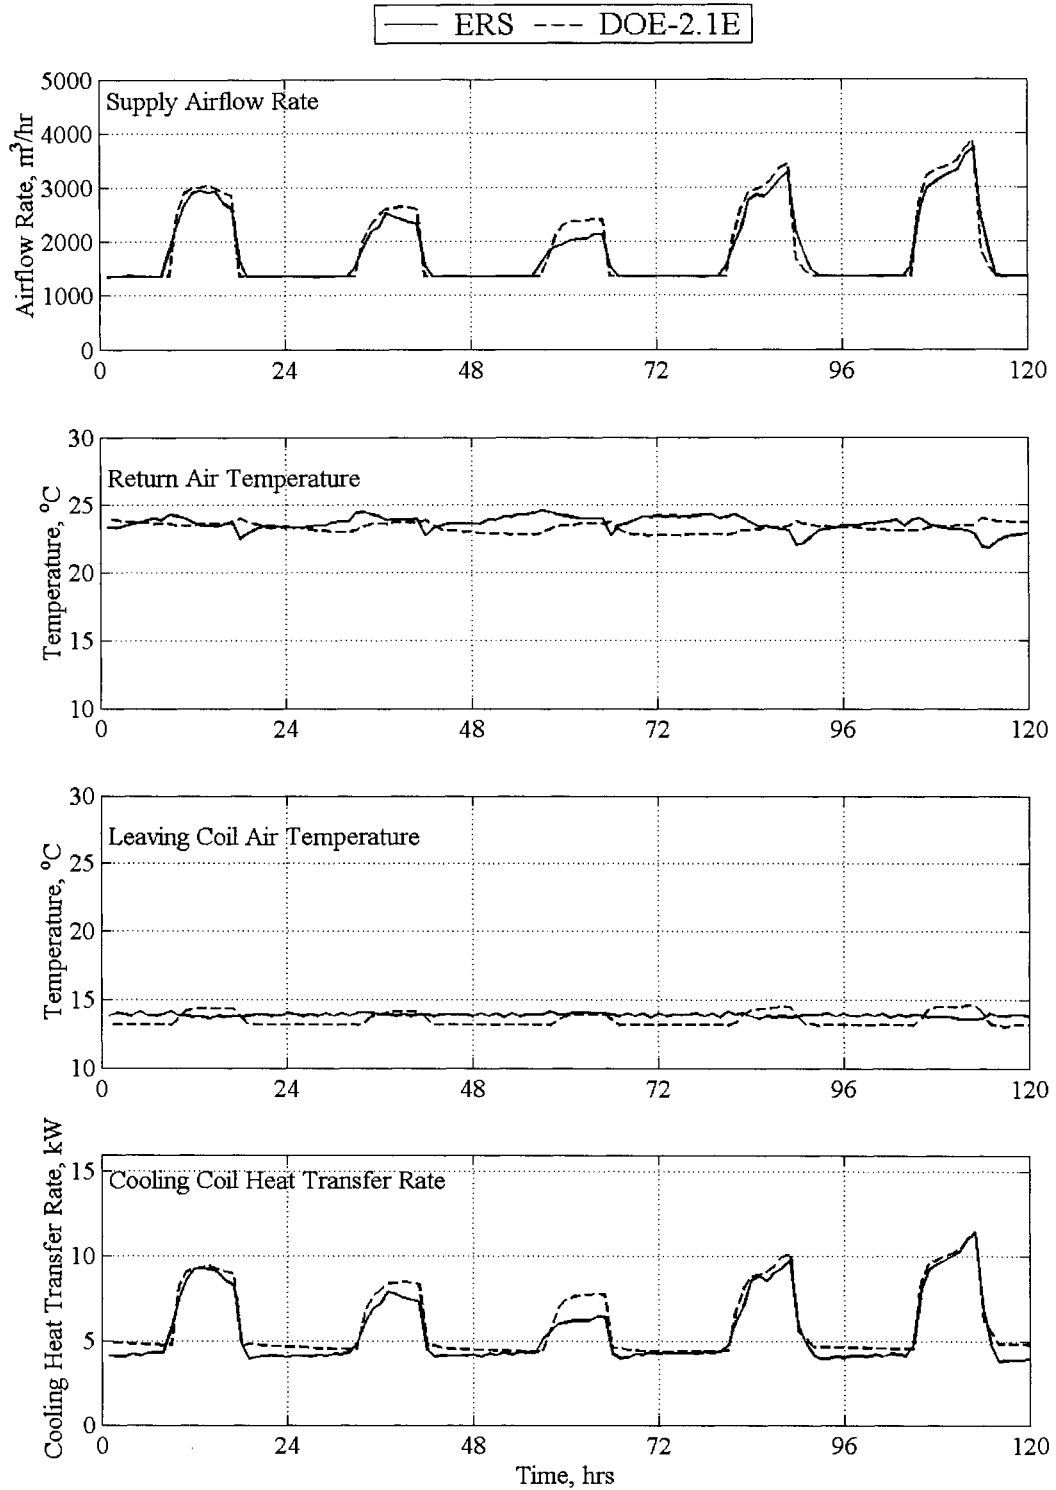 ERS DOE-2.1E
Supply Airflow Rate
Airflow Rate, m³/hr
5000
4000
3000
2000
1000
0
0 24 48 72 96 120
Return Air Temperature
Temperature, °C
30
25
20
15
10
0 24 48 72 96 120
Leaving Coil Air Temperature
Temperature, °C
30
25
20
15
10
0 24 48 72 96 120
Cooling Coil Heat Transfer Rate
Cooling Heat Transfer Rate, kW
15
10
5
0
0 24 48 72 96 120
Time, hrs